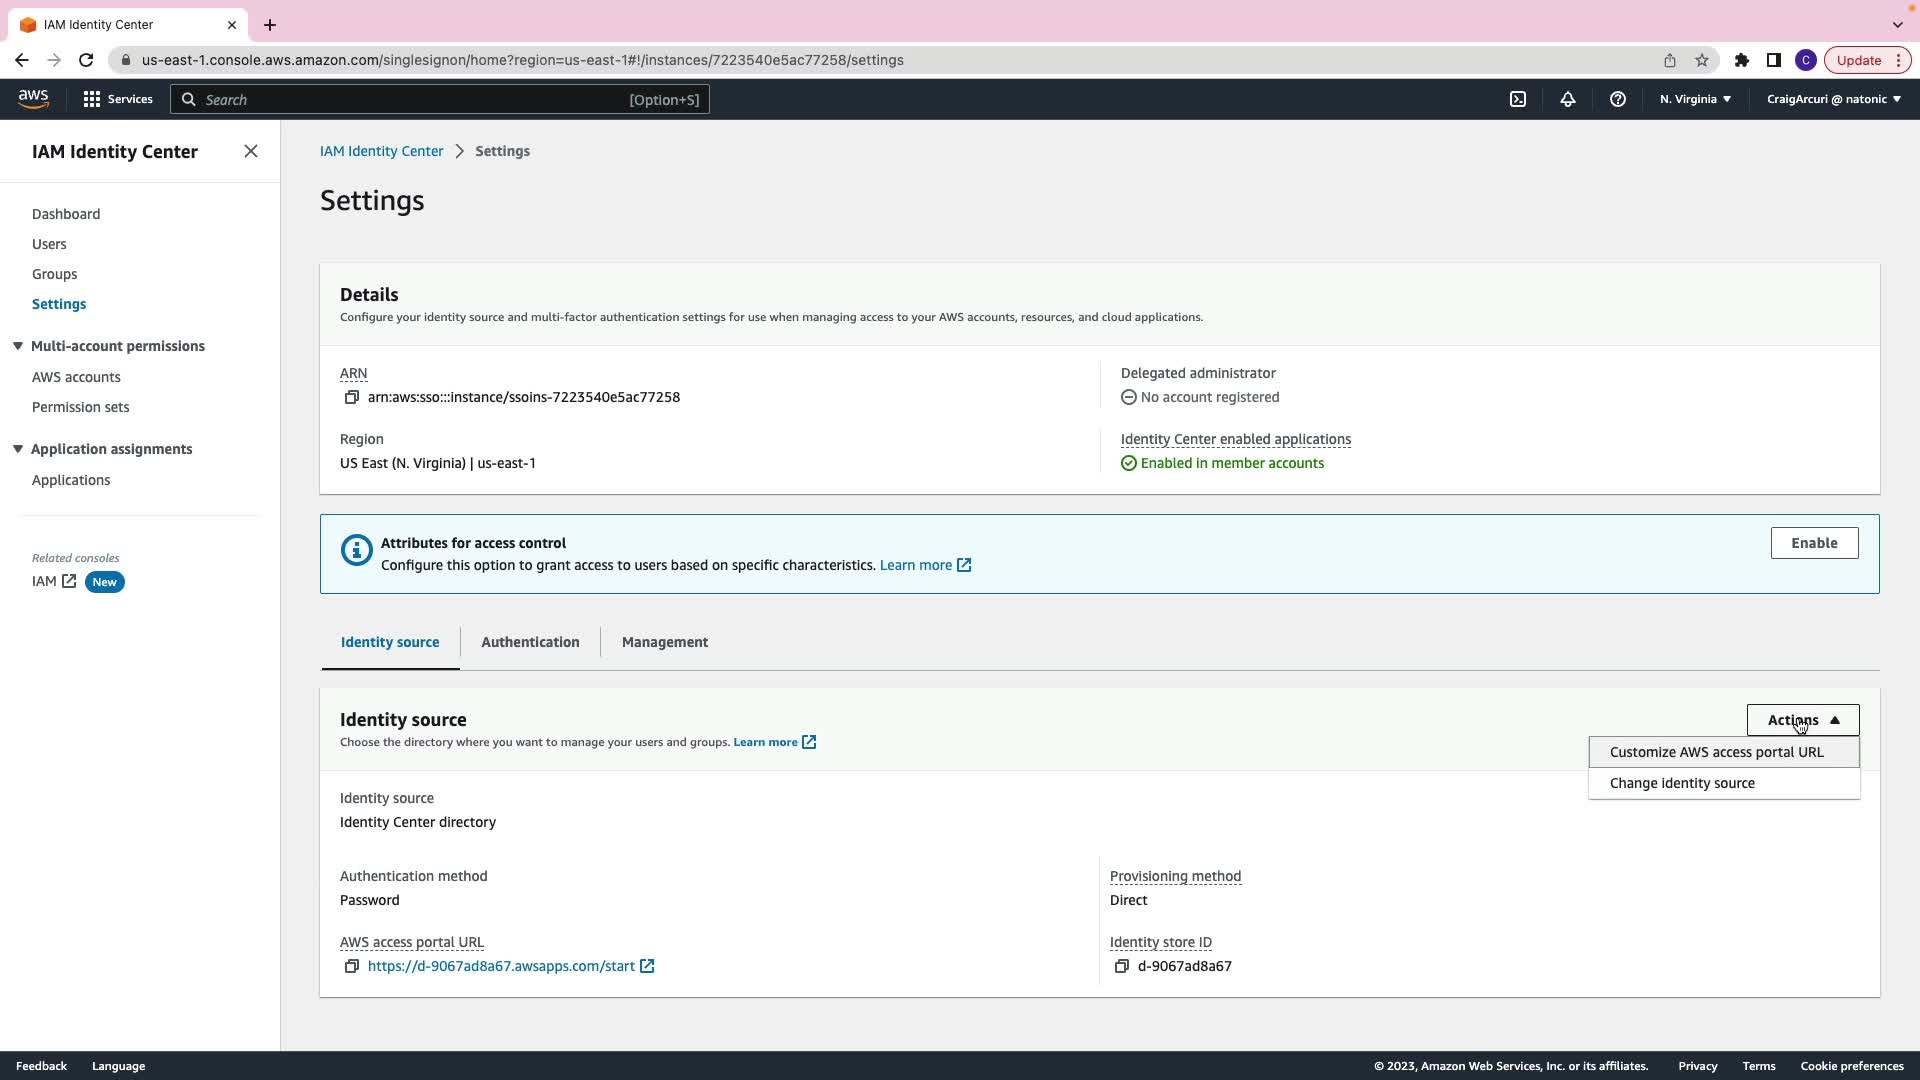 IAM Identity Center
us-east-1.console.aws.amazon.com/singlesignon/home?region=us-east-1#!/instances/7223540e5ac77258/settings
C
Update
aws
Services
Search
[Option+S]
N. Virginia
CraigArcuri @ natonic
IAM Identity Center
Dashboard
Users
Groups
Settings
Multi-account permissions
AWS accounts
Permission sets
Application assignments
Applications
Related consoles
IAM New
IAM Identity Center > Settings
Settings
Details
Configure your identity source and multi-factor authentication settings for use when managing access to your AWS accounts, resources, and cloud applications.
ARN
arn:aws:sso:::instance/ssoins-7223540e5ac77258
Delegated administrator
No account registered
Region
US East (N. Virginia) | us-east-1
Identity Center enabled applications
Enabled in member accounts
Attributes for access control
Configure this option to grant access to users based on specific characteristics. Learn more
Enable
Identity source
Authentication
Management
Identity source
Choose the directory where you want to manage your users and groups. Learn more
Actions
Customize AWS access portal URL
Change identity source
Identity source
Identity Center directory
Authentication method
Password
Provisioning method
Direct
AWS access portal URL
https://d-9067ad8a67.awsapps.com/start
Identity store ID
d-9067ad8a67
Feedback
Language
© 2023, Amazon Web Services, Inc. or its affiliates.
Privacy
Terms
Cookie preferences